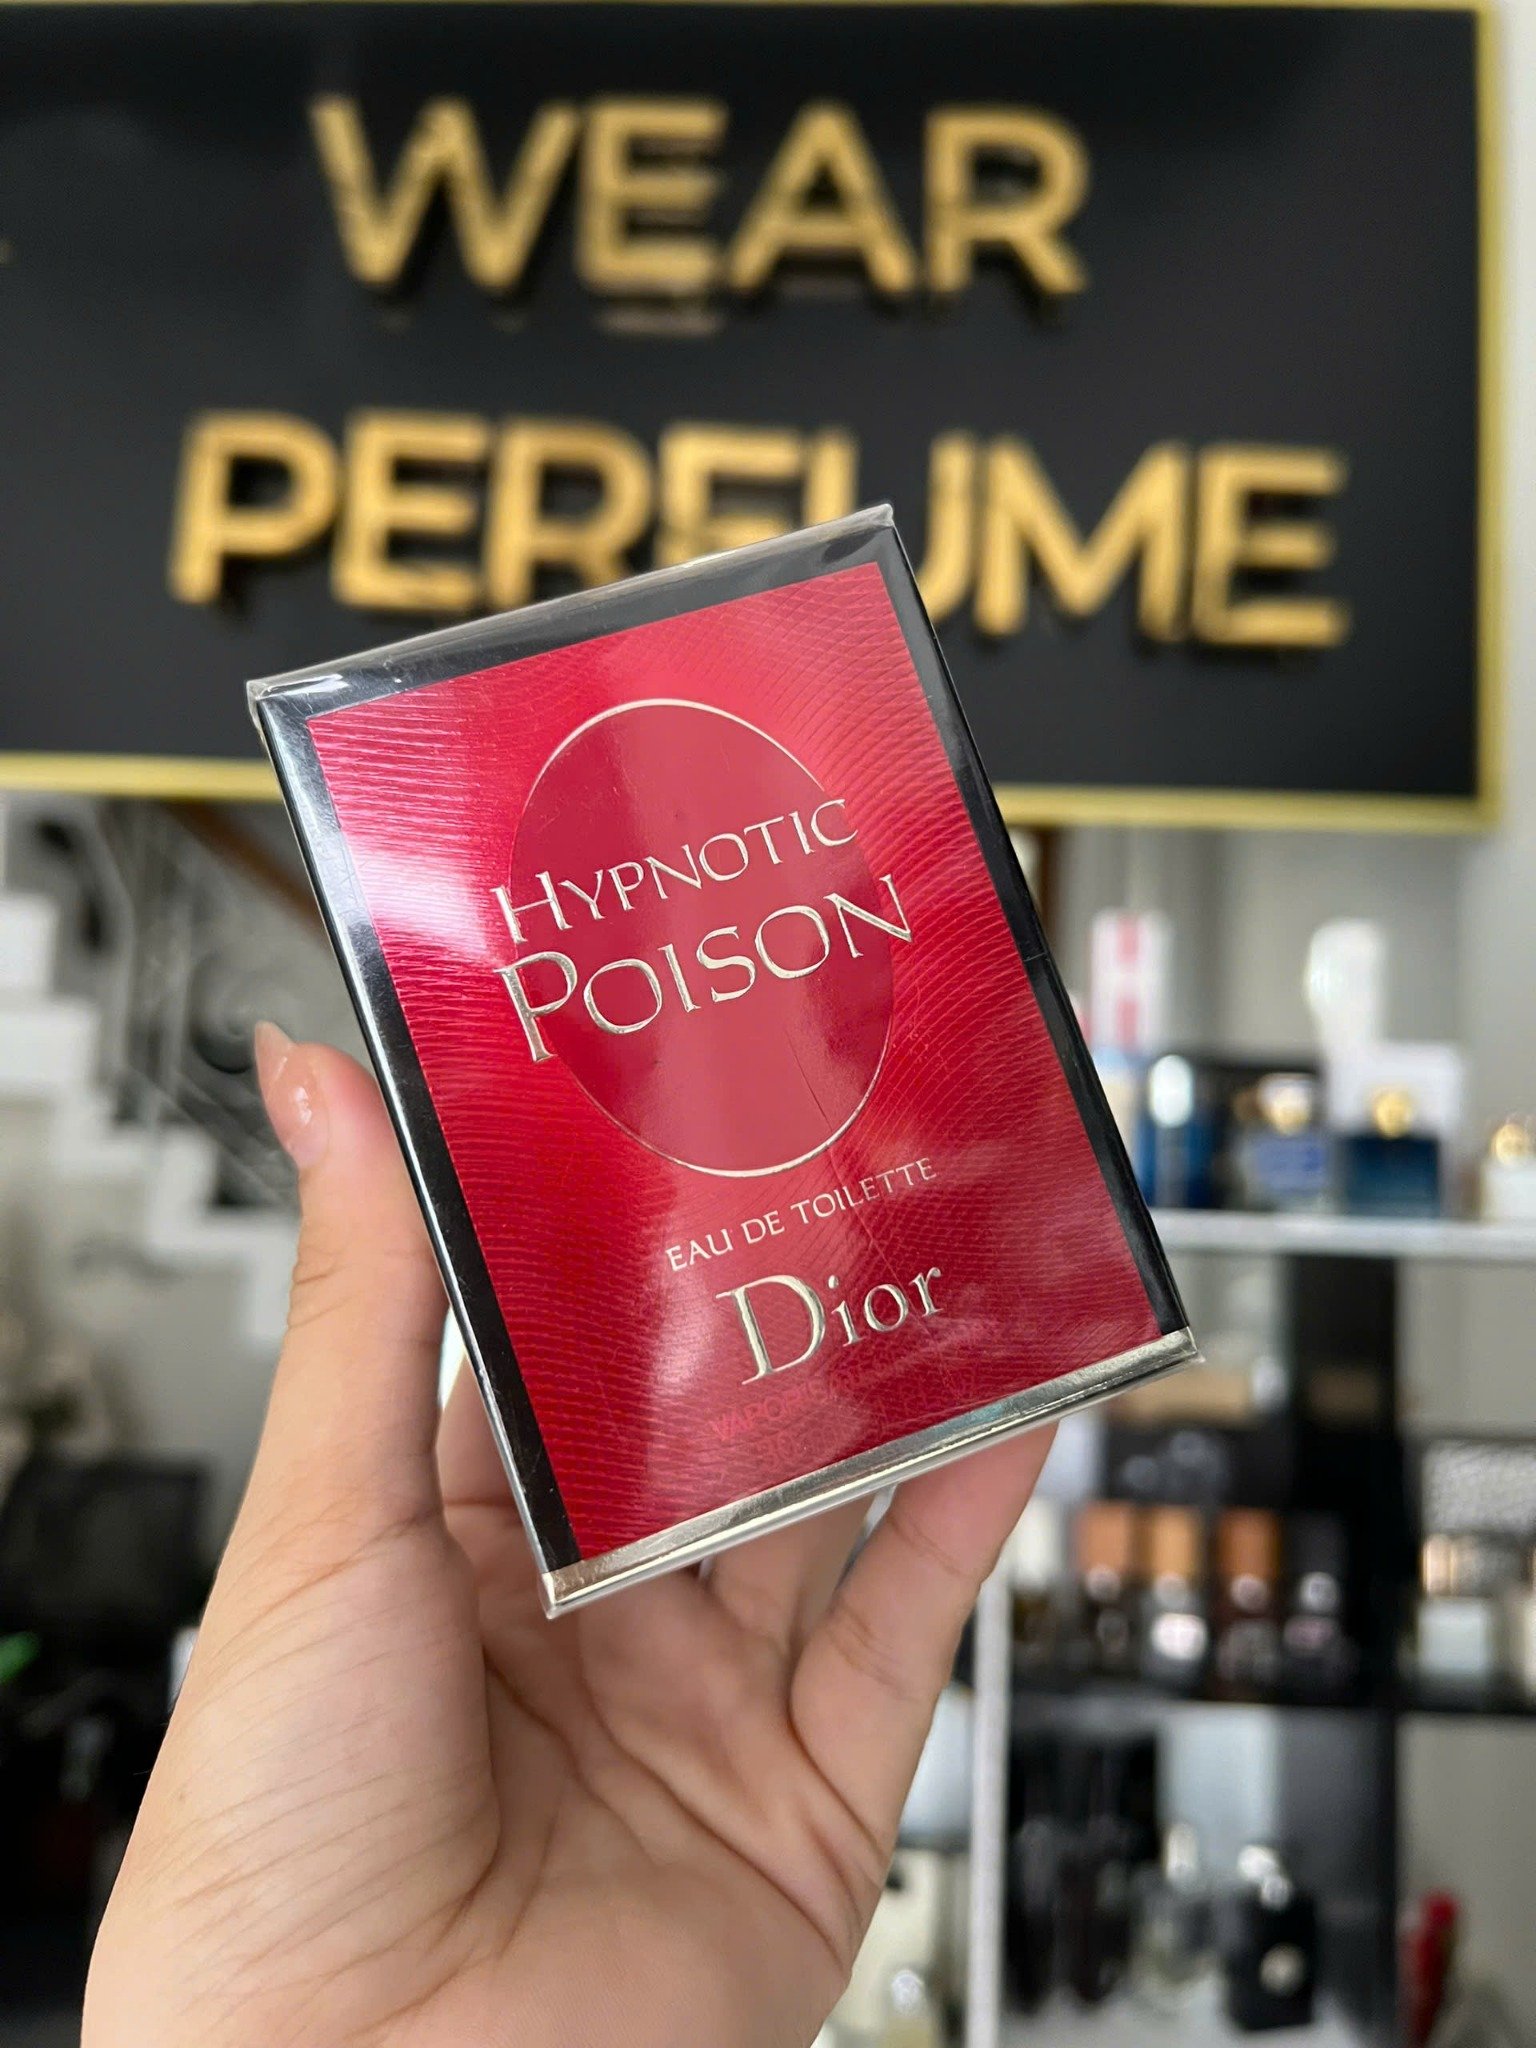 WEAR
PERFUME
HYPNOTIC
POISON
EAU DE TOILETTE
Dior